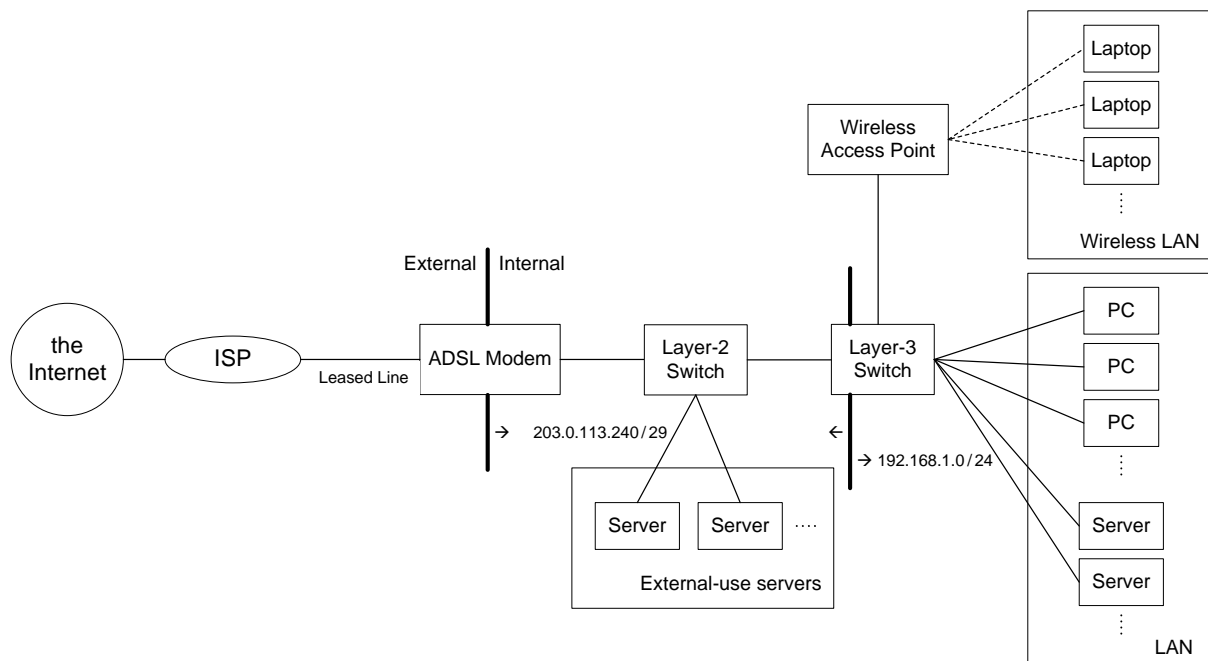 Laptop
Laptop
Laptop
Wireless LAN
Wireless
Access Point
External
Internal
the
Internet
ISP
Leased Line
ADSL Modem
Layer-2
Switch
Layer-3
Switch
→ 203.0.113.240/29 ←
→ 192.168.1.0/24
PC
PC
PC
Server
Server
LAN
Server
Server
External-use servers